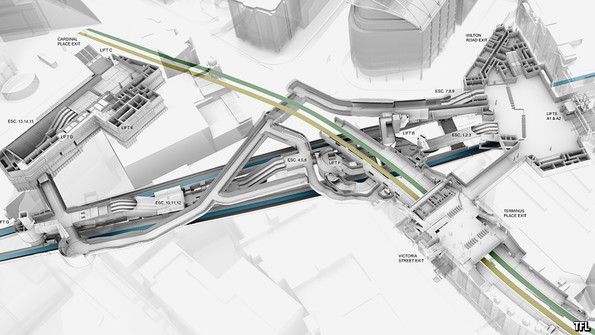 CARDINAL
PLACE EXIT
LIFT C
WILTON
ROAD EXIT
ESC. 7,8,9
ESC. 13,14,15
LIFT D
LIFT E
LIFT B
ESC. 1,2,3
LIFTS
A1 & A2
ESC. 4,5,6
LIFT F
ESC. 10,11,12
LIFT G
TERMINUS
PLACE EXIT
VICTORIA
STREET EXIT
TFL